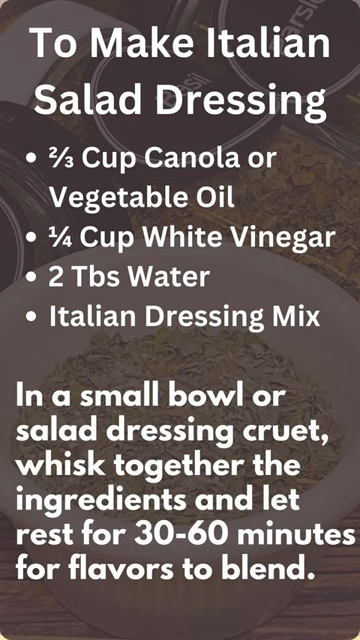 To Make Italian
Salad Dressing
• ⅔ Cup Canola or
Vegetable Oil
• ¼ Cup White Vinegar
• 2 Tbs Water
• Italian Dressing Mix
In a small bowl or
salad dressing cruet,
whisk together the
ingredients and let
rest for 30-60 minutes
for flavors to blend.